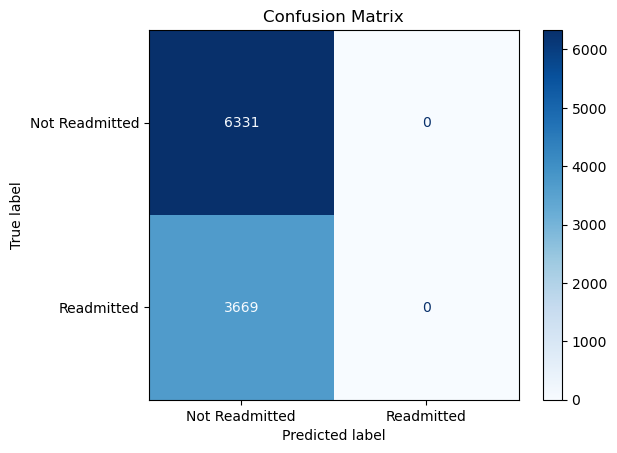 Confusion Matrix
True label
Not Readmitted
6331
0
Readmitted
3669
0
Not Readmitted
Readmitted
Predicted label
6000
5000
4000
3000
2000
1000
0